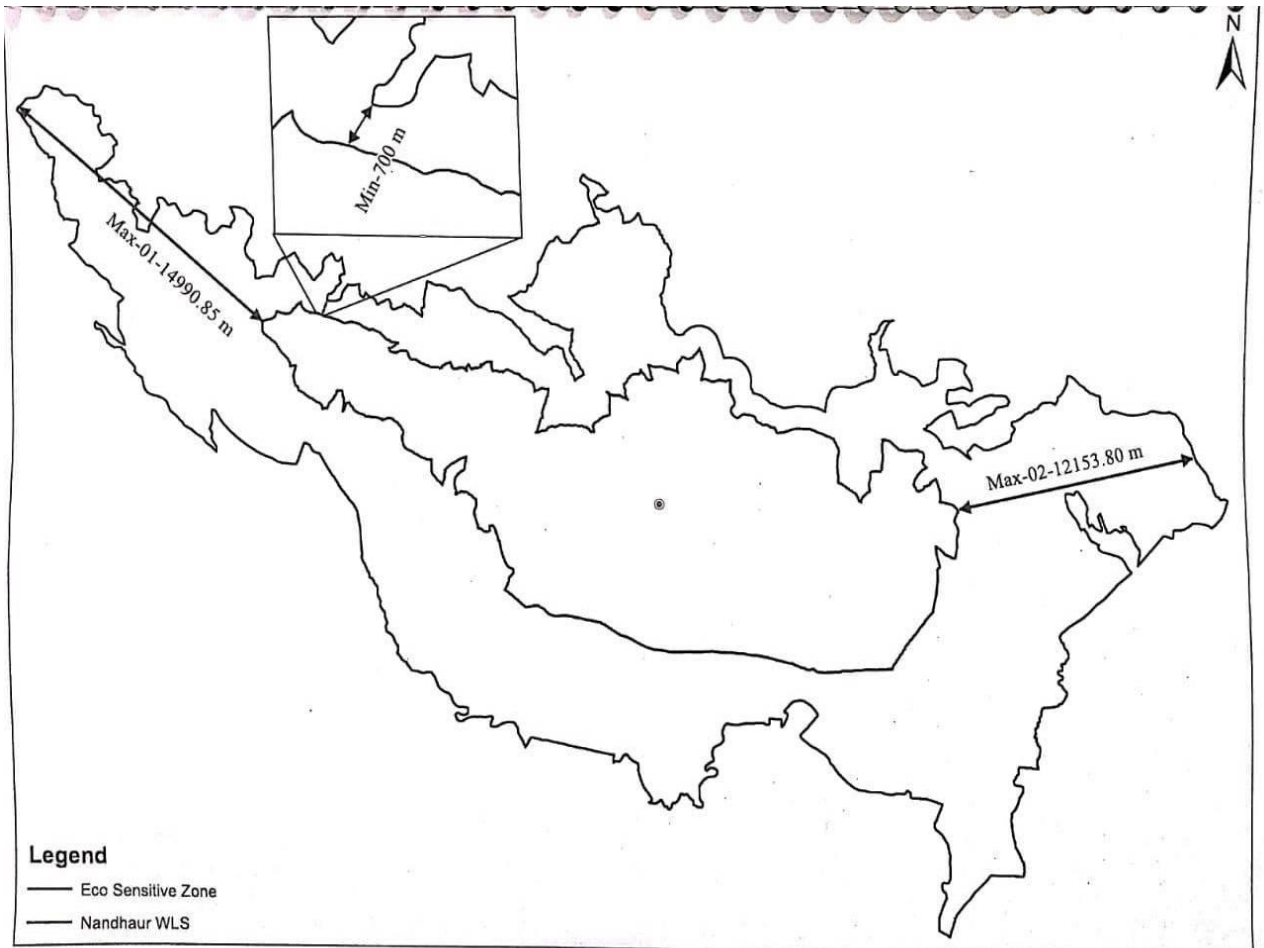 N
Min-700 m
Max-01-14990.85 m
Max-02-12153.80 m
Legend
Eco Sensitive Zone
Nandhaur WLS